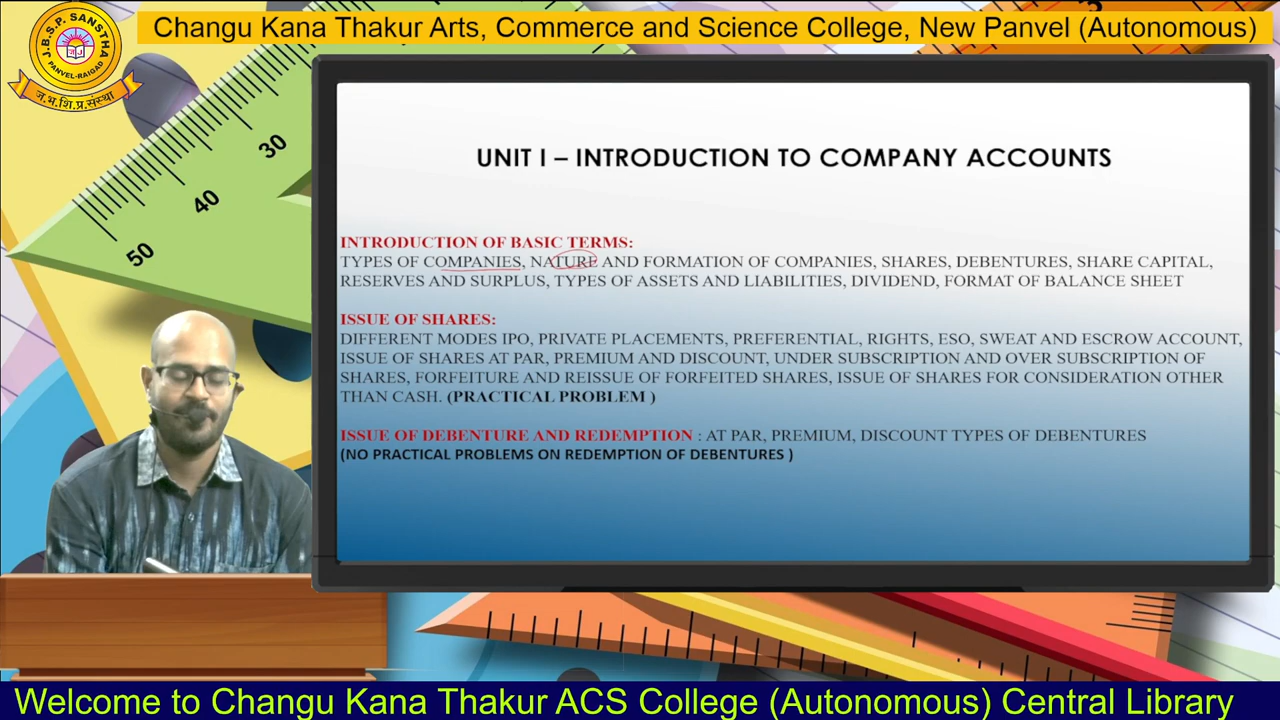 Changu Kana Thakur Arts, Commerce and Science College, New Panvel (Autonomous)
J.B.S.P. SANSTHA
PANVEL-RAIGAD
ज.भ.शि.प्र.संस्था
30
40
50
UNIT I – INTRODUCTION TO COMPANY ACCOUNTS
INTRODUCTION OF BASIC TERMS:
TYPES OF COMPANIES, NATURE AND FORMATION OF COMPANIES, SHARES, DEBENTURES, SHARE CAPITAL,
RESERVES AND SURPLUS, TYPES OF ASSETS AND LIABILITIES, DIVIDEND, FORMAT OF BALANCE SHEET
ISSUE OF SHARES:
DIFFERENT MODES IPO, PRIVATE PLACEMENTS, PREFERENTIAL, RIGHTS, ESO, SWEAT AND ESCROW ACCOUNT,
ISSUE OF SHARES AT PAR, PREMIUM AND DISCOUNT, UNDER SUBSCRIPTION AND OVER SUBSCRIPTION OF
SHARES, FORFEITURE AND REISSUE OF FORFEITED SHARES, ISSUE OF SHARES FOR CONSIDERATION OTHER
THAN CASH. (PRACTICAL PROBLEM )
ISSUE OF DEBENTURE AND REDEMPTION : AT PAR, PREMIUM, DISCOUNT TYPES OF DEBENTURES
(NO PRACTICAL PROBLEMS ON REDEMPTION OF DEBENTURES )
Welcome to Changu Kana Thakur ACS College (Autonomous) Central Library